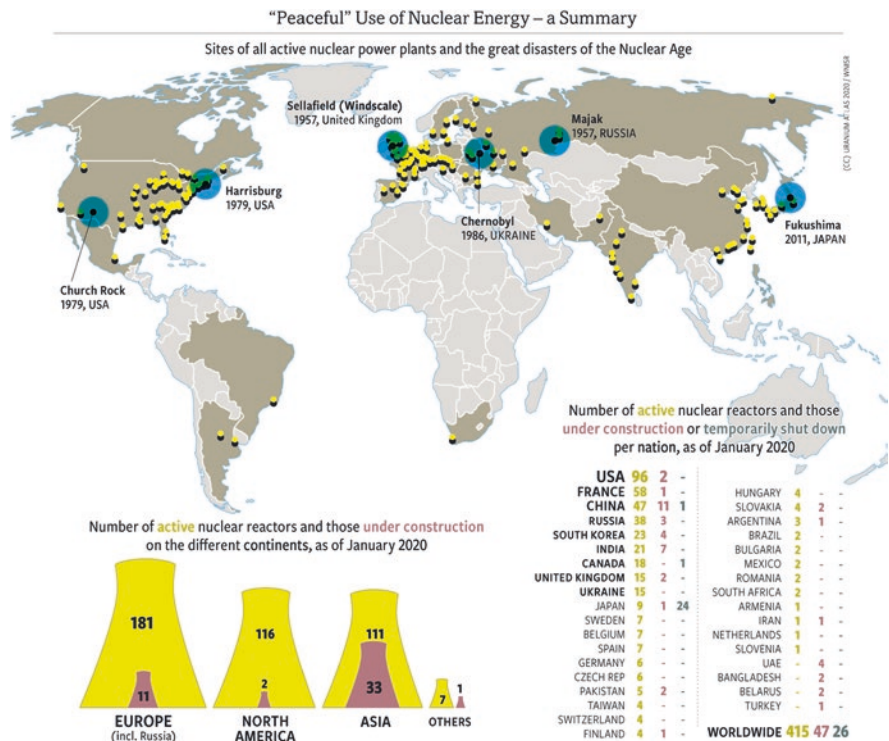 “Peaceful” Use of Nuclear Energy – a Summary
Sites of all active nuclear power plants and the great disasters of the Nuclear Age
(CC) URANIUM ATLAS 2020 / WMSR
Sellafield (Windscale)
1957, United Kingdom
Majak
1957, RUSSIA
Harrisburg
1979, USA
Chernobyl
1986, UKRAINE
Fukushima
2011, JAPAN
Church Rock
1979, USA
Number of active nuclear reactors and those under construction
on the different continents, as of January 2020
181
11
EUROPE
(incl. Russia)
116
2
NORTH
AMERICA
111
33
ASIA
7
1
OTHERS
Number of active nuclear reactors and those
under construction or temporarily shut down
per nation, as of January 2020
USA 96 2 -
FRANCE 58 1 -
CHINA 47 11 1
RUSSIA 38 3 -
SOUTH KOREA 23 4 -
INDIA 21 7 -
CANADA 18 - 1
UNITED KINGDOM 15 2 -
UKRAINE 15 - -
JAPAN 9 1 24
SWEDEN 7 - -
BELGIUM 7 - -
SPAIN 7 - -
GERMANY 6 - -
CZECH REP 6 - -
PAKISTAN 5 2 -
TAIWAN 4 - -
SWITZERLAND 4 - -
FINLAND 4 1 -
HUNGARY 4 - -
SLOVAKIA 4 2 -
ARGENTINA 3 1 -
BRAZIL 2 - -
BULGARIA 2 - -
MEXICO 2 - -
ROMANIA 2 - -
SOUTH AFRICA 2 - -
ARMENIA 1 - -
IRAN 1 1 -
NETHERLANDS 1 - -
SLOVENIA 1 - -
UAE - 4 -
BANGLADESH - 2 -
BELARUS - 2 -
TURKEY - 1 -
WORLDWIDE 415 47 26